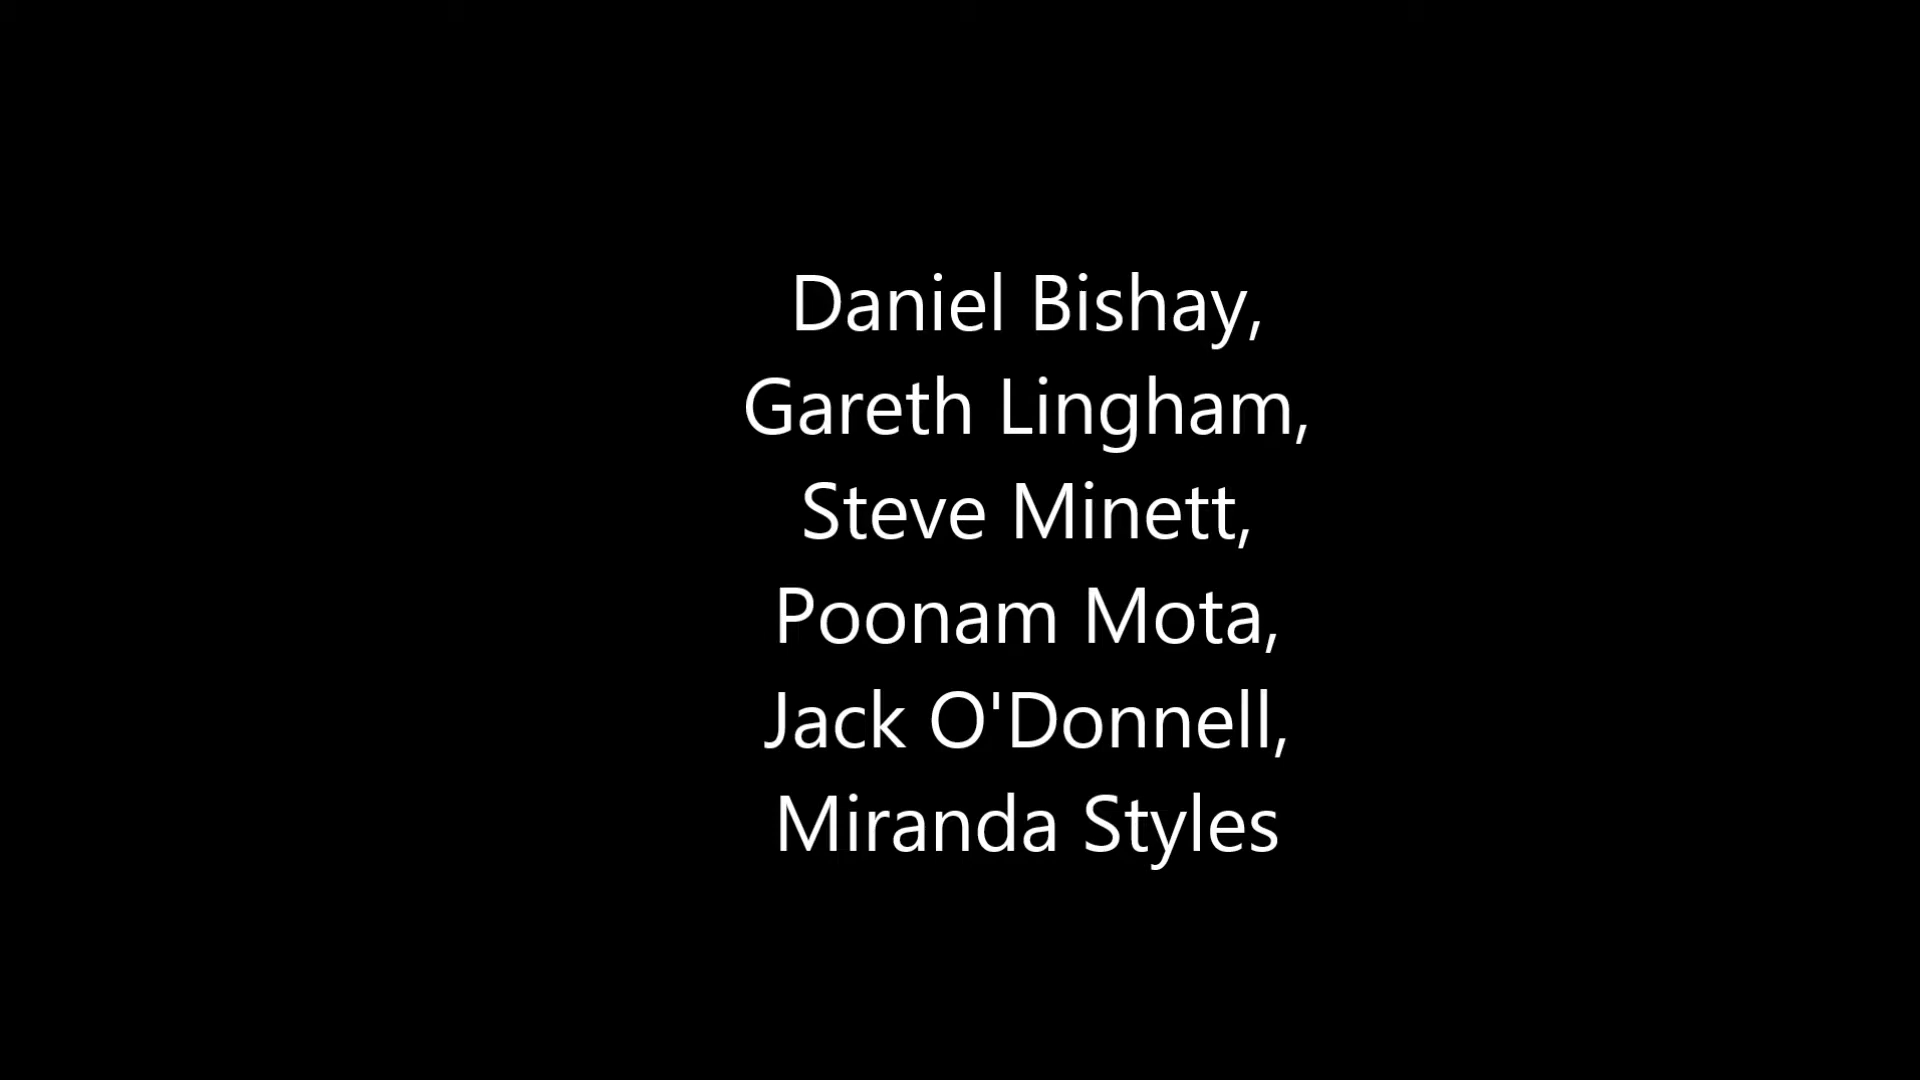 Daniel Bishay,
Gareth Lingham,
Steve Minett,
Poonam Mota,
Jack O'Donnell,
Miranda Styles